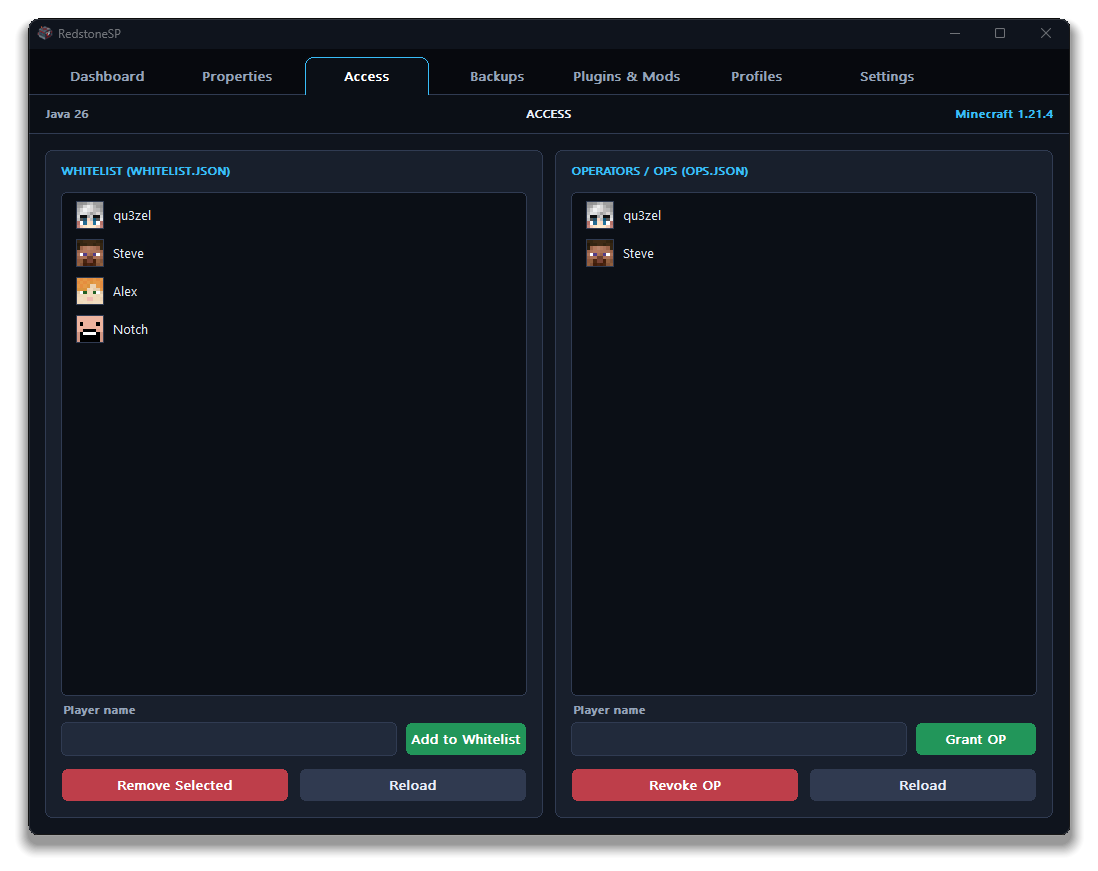 RedstoneSP
Dashboard Properties Access Backups Plugins & Mods Profiles Settings
Java 26 ACCESS Minecraft 1.21.4
WHITELIST (WHITELIST.JSON)
qu3zel
Steve
Alex
Notch
Player name
Add to Whitelist
Remove Selected Reload
OPERATORS / OPS (OPS.JSON)
qu3zel
Steve
Player name
Grant OP
Revoke OP Reload